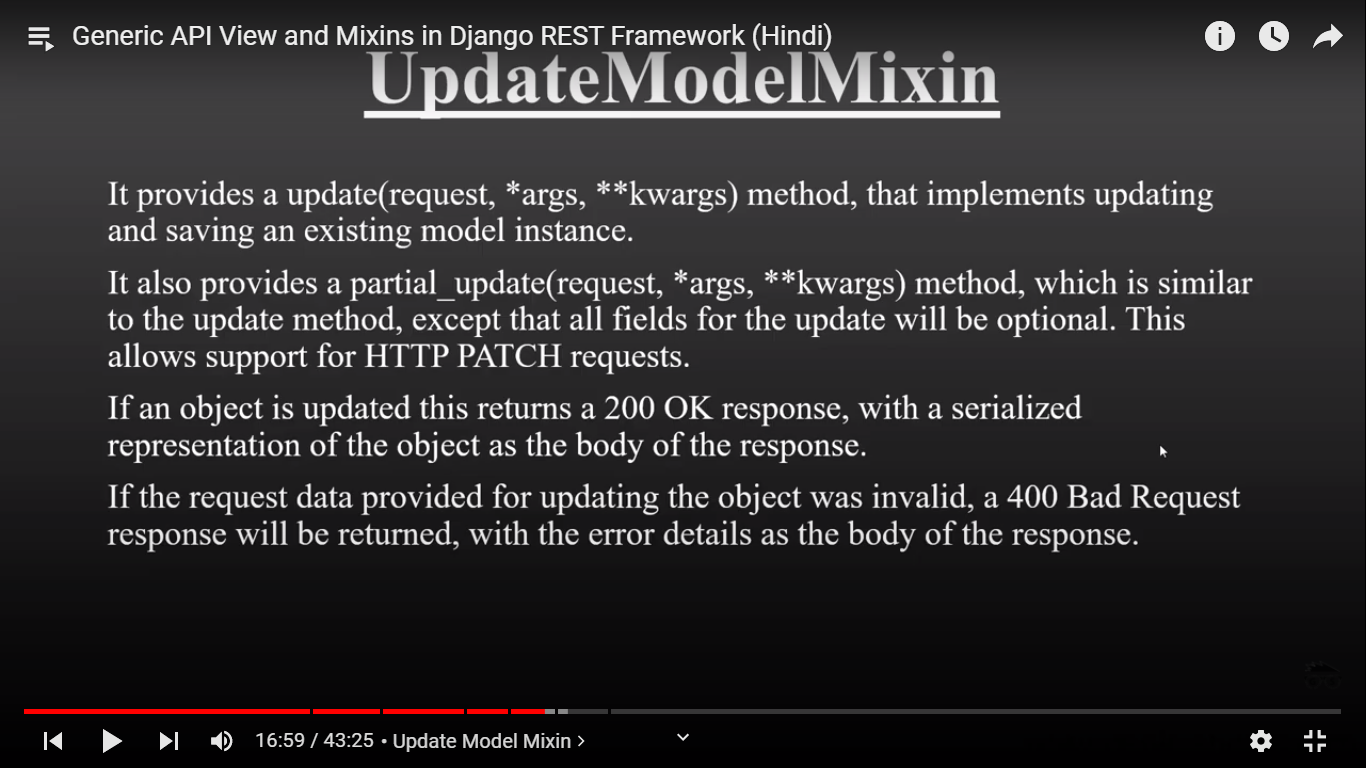 Generic API View and Mixins in Django REST Framework (Hindi)
UpdateModelMixin
It provides a update(request, *args, **kwargs) method, that implements updating
and saving an existing model instance.
It also provides a partial_update(request, *args, **kwargs) method, which is similar
to the update method, except that all fields for the update will be optional. This
allows support for HTTP PATCH requests.
If an object is updated this returns a 200 OK response, with a serialized
representation of the object as the body of the response.
If the request data provided for updating the object was invalid, a 400 Bad Request
response will be returned, with the error details as the body of the response.
16:59 / 43:25 • Update Model Mixin >